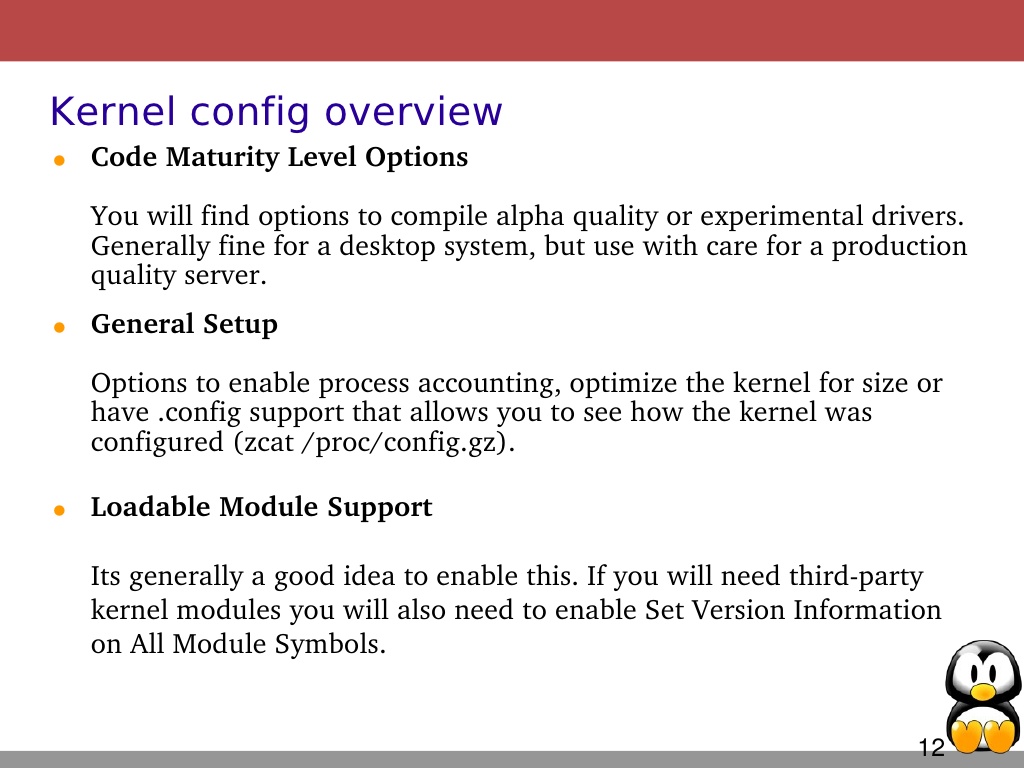 Kernel config overview
• Code Maturity Level Options
You will find options to compile alpha quality or experimental drivers.
Generally fine for a desktop system, but use with care for a production
quality server.
• General Setup
Options to enable process accounting, optimize the kernel for size or
have .config support that allows you to see how the kernel was
configured (zcat /proc/config.gz).
• Loadable Module Support
Its generally a good idea to enable this. If you will need third-party
kernel modules you will also need to enable Set Version Information
on All Module Symbols.
12